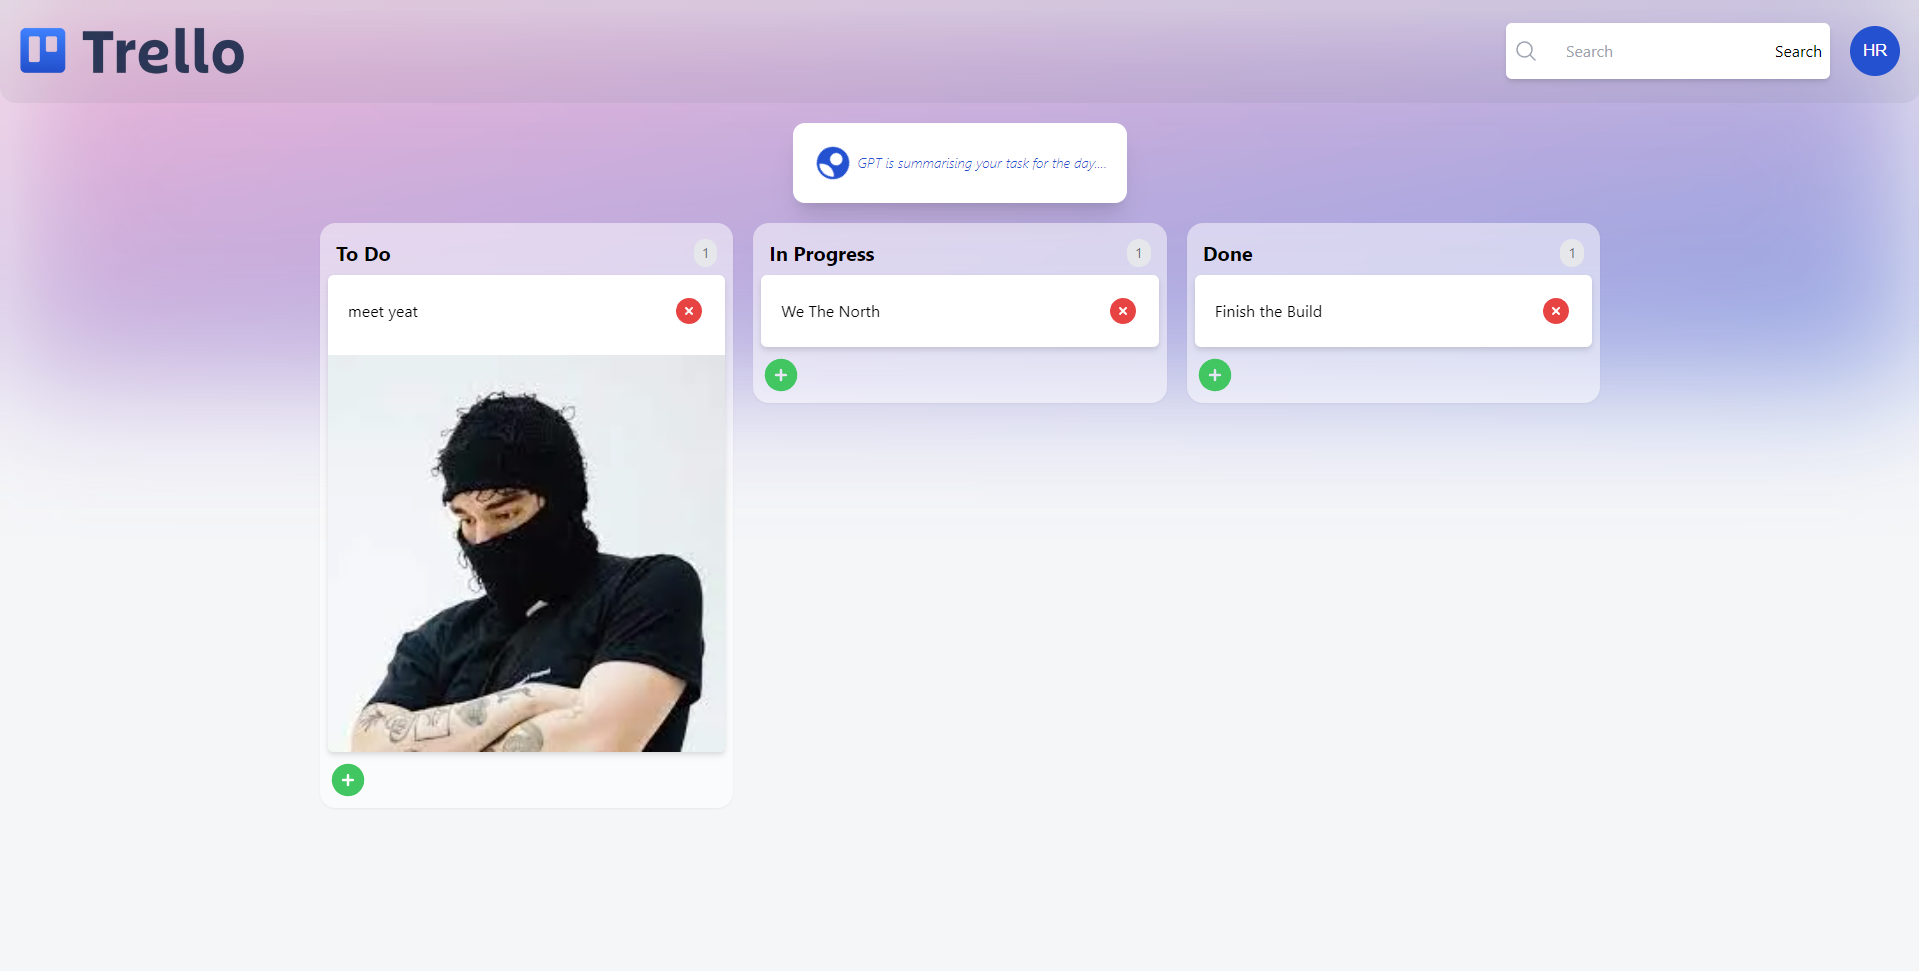 Trello
Search
Search
HR
GPT is summarising your task for the day....
To Do
1
meet yeat
In Progress
1
We The North
Done
1
Finish the Build